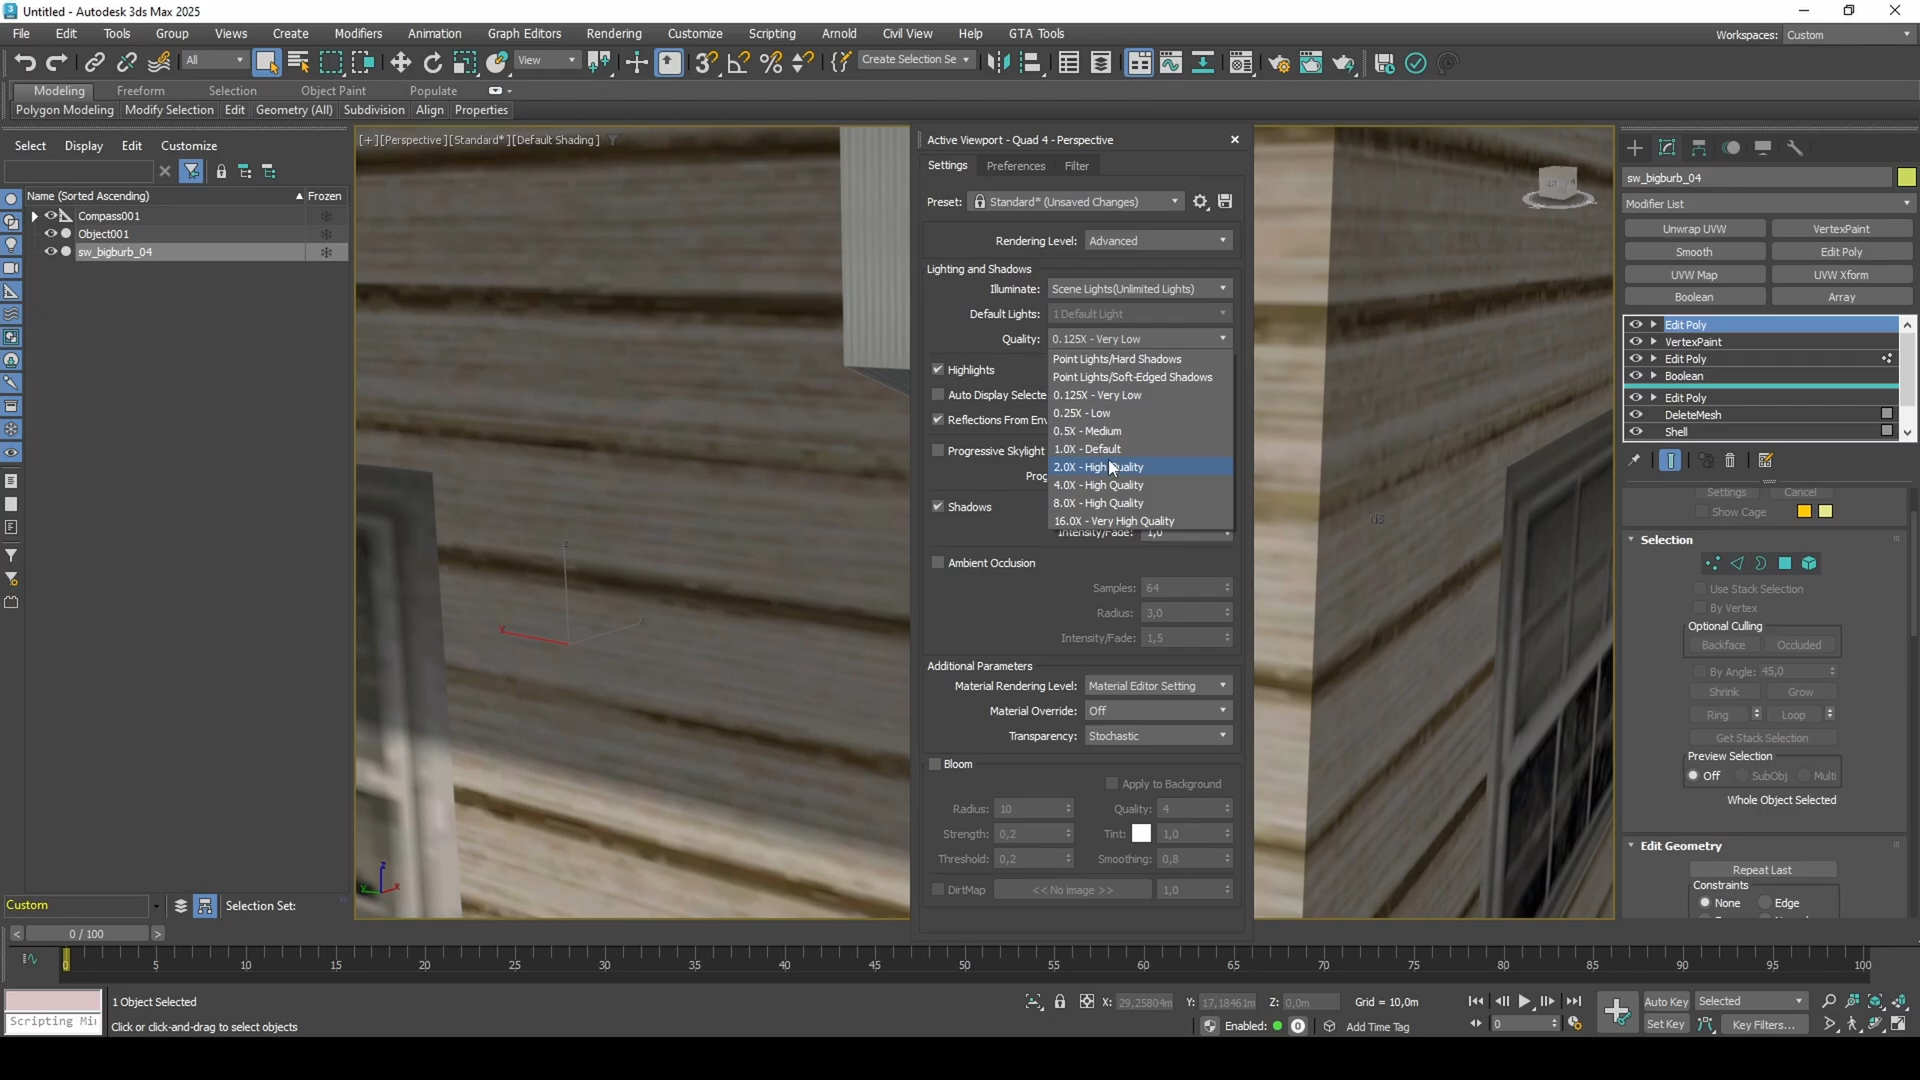 Untitled - Autodesk 3ds Max 2025
File Edit Tools Group Views Create Modifiers Animation Graph Editors Rendering Customize Scripting Arnold Civil View Help GTA Tools
Workspaces: Custom
All View Create Selection Se
Modeling Freeform Selection Object Paint Populate
Polygon Modeling Modify Selection Edit Geometry (All) Subdivision Align Properties
Select Display Edit Customize
Name (Sorted Ascending) Frozen
Compass001
Object001
sw_bigburb_04
[+][Perspective][Standard*][Default Shading]
Active Viewport - Quad 4 - Perspective
Settings Preferences Filter
Preset: Standard* (Unsaved Changes)
Rendering Level: Advanced
Lighting and Shadows
Illuminate: Scene Lights(Unlimited Lights)
Default Lights: 1 Default Light
Quality: 0.125X - Very Low
Point Lights/Hard Shadows
Highlights
Point Lights/Soft-Edged Shadows
Auto Display Selecte
0.125X - Very Low
Reflections From Env
0.25X - Low
0.5X - Medium
Progressive Skylight
1.0X - Default
2.0X - High Quality
Prog
4.0X - High Quality
Shadows
8.0X - High Quality
16.0X - Very High Quality
Intensity/Fade: 1,0
Ambient Occlusion
Samples: 64
Radius: 3,0
Intensity/Fade: 1,5
Additional Parameters
Material Rendering Level: Material Editor Setting
Material Override: Off
Transparency: Stochastic
Bloom
Apply to Background
Radius: 10 Quality: 4
Strength: 0,2 Tint: 1,0
Threshold: 0,2 Smoothing: 0,8
DirtMap << No image >> 1,0
sw_bigburb_04
Modifier List
Unwrap UVW VertexPaint
Smooth Edit Poly
UVW Map UVW Xform
Boolean Array
Edit Poly
VertexPaint
Edit Poly
Boolean
Edit Poly
DeleteMesh
Shell
Settings Cancel
Show Cage
Selection
Use Stack Selection
By Vertex
Optional Culling
Backface Occluded
By Angle: 45,0
Shrink Grow
Ring Loop
Get Stack Selection
Preview Selection
Off SubObj Multi
Whole Object Selected
Edit Geometry
Repeat Last
Constraints
None Edge
Custom Selection Set:
< 0 / 100 >
0 5 10 15 20 25 30 35 40 45 50 55 60 65 70 75 80 85 90 95 100
1 Object Selected
Scripting Mi
Click or click-and-drag to select objects
X: 29,25804m Y: 17,18461m Z: 0,0m Grid = 10,0m
Enabled: 0 Add Time Tag
Auto Key Selected
0 Set Key Key Filters...
x
y
z